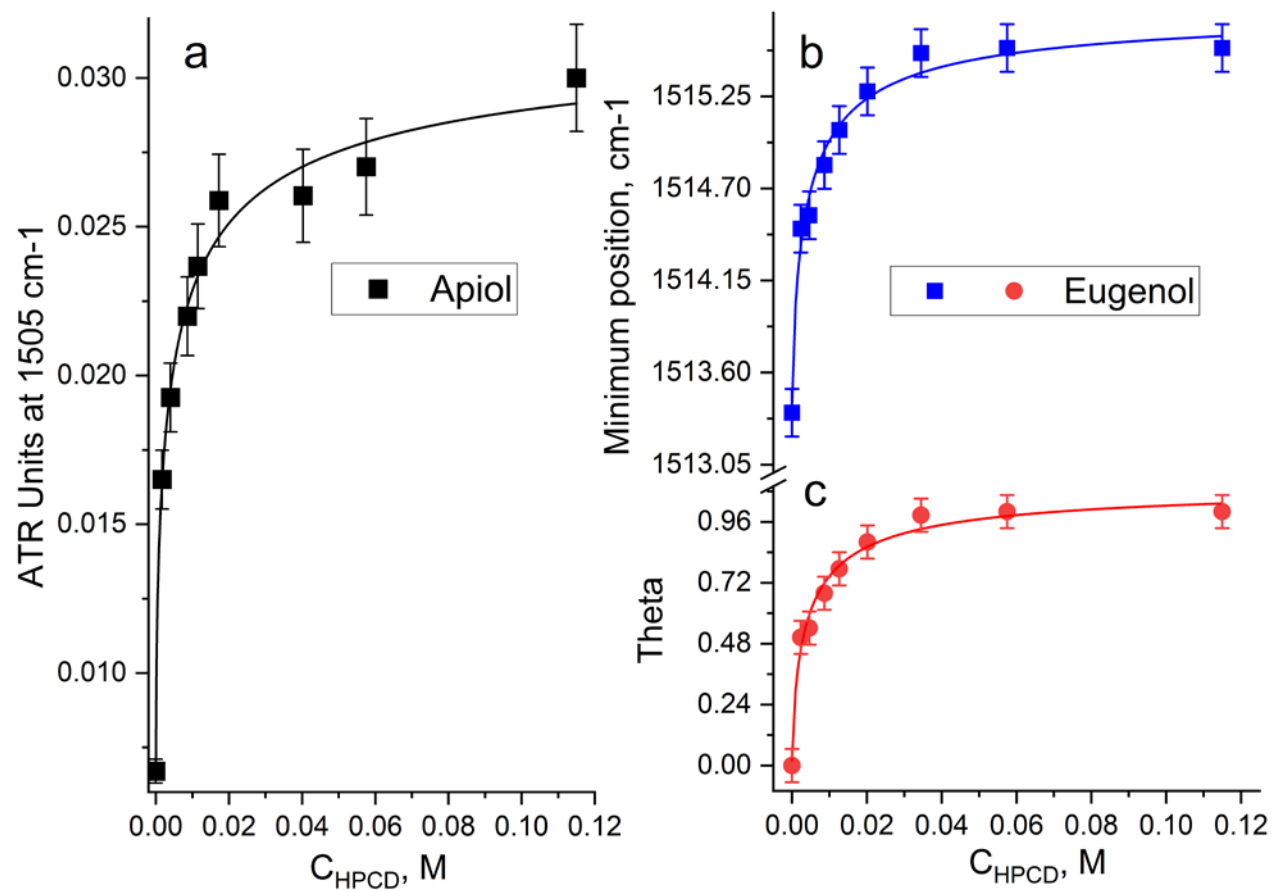 a
0.030
0.025
0.020
0.015
0.010
ATR Units at 1505 cm-1
Apiol
0.00 0.02 0.04 0.06 0.08 0.10 0.12
C_HPCD, M
b
1515.25
1514.70
1514.15
1513.60
1513.05
Minimum position, cm-1
Eugenol
c
0.96
0.72
0.48
0.24
0.00
Theta
0.00 0.02 0.04 0.06 0.08 0.10 0.12
C_HPCD, M